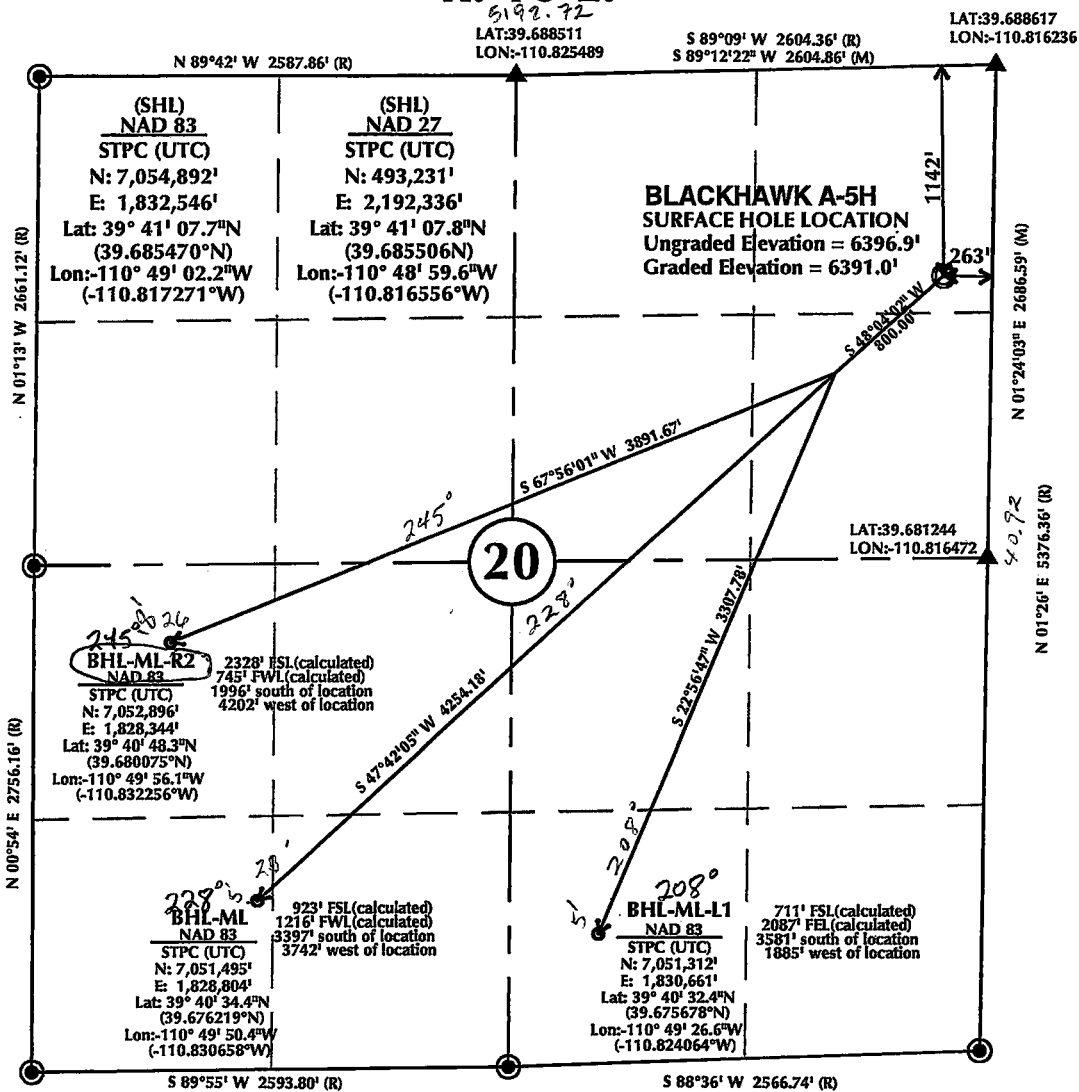 5192.72
LAT:39.688511
LON:-110.825489
LAT:39.688617
LON:-110.816236
N 89°42' W 2587.86' (R)
S 89°09' W 2604.36' (R)
S 89°12'22" W 2604.86' (M)
(SHL)
NAD 83
STPC (UTC)
N: 7,054,892'
E: 1,832,546'
Lat: 39° 41' 07.7"N
(39.685470°N)
Lon:-110° 49' 02.2"W
(-110.817271°W)
(SHL)
NAD 27
STPC (UTC)
N: 493,231'
E: 2,192,336'
Lat: 39° 41' 07.8"N
(39.685506N)
Lon:-110° 48' 59.6"W
(-110.816556°W)
BLACKHAWK A-5H
SURFACE HOLE LOCATION
Ungraded Elevation = 6396.9'
Graded Elevation = 6391.0'
1142'
263'
N 01°13' W 2661.12' (R)
N 01°24'03" E 2686.59' (M)
S 48°04'02" W
800.00'
S 67°56'01" W 3891.67'
245°
20
228°
LAT:39.681244
LON:-110.816472
40.92
N 01°26' E 5376.36' (R)
S 22°56'47" W 3307.78'
S 47°42'05" W 4254.18'
245°
26
BHL-ML-R2
NAD 83
STPC (UTC)
N: 7,052,896'
E: 1,828,344'
Lat: 39° 40' 48.3"N
(39.680075°N)
Lon:-110° 49' 56.1"W
(-110.832256°W)
2328' FSL(calculated)
745' FWL(calculated)
1996' south of location
4202' west of location
N 00°54' E 2756.16' (R)
208°
28'
228°
BHL-ML
NAD 83
STPC (UTC)
N: 7,051,495'
E: 1,828,804'
Lat: 39° 40' 34.4"N
(39.676219°N)
Lon:-110° 49' 50.4"W
(-110.830658°W)
923' FSL(calculated)
1216' FWL(calculated)
3397' south of location
3742' west of location
5'
208°
BHL-ML-L1
NAD 83
STPC (UTC)
N: 7,051,312'
E: 1,830,661'
Lat: 39° 40' 32.4"N
(39.675678°N)
Lon:-110° 49' 26.6"W
(-110.824064°W)
711' FSL(calculated)
2087' FEL(calculated)
3581' south of location
1885' west of location
S 89°55' W 2593.80' (R)
S 88°36' W 2566.74' (R)